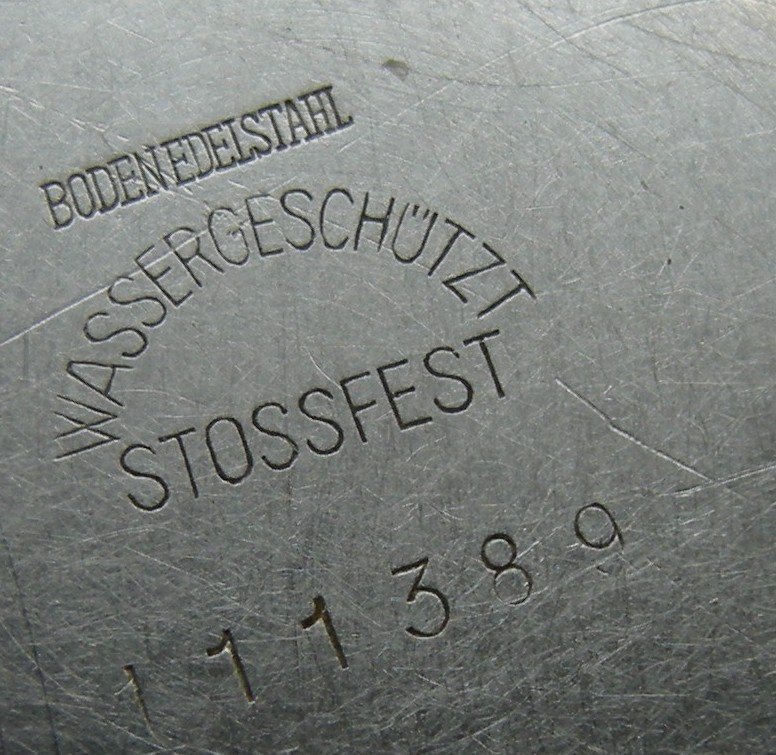 BODEN EDELSTAHL
WASSERGESCHÜTZT
STOSSFEST
111389